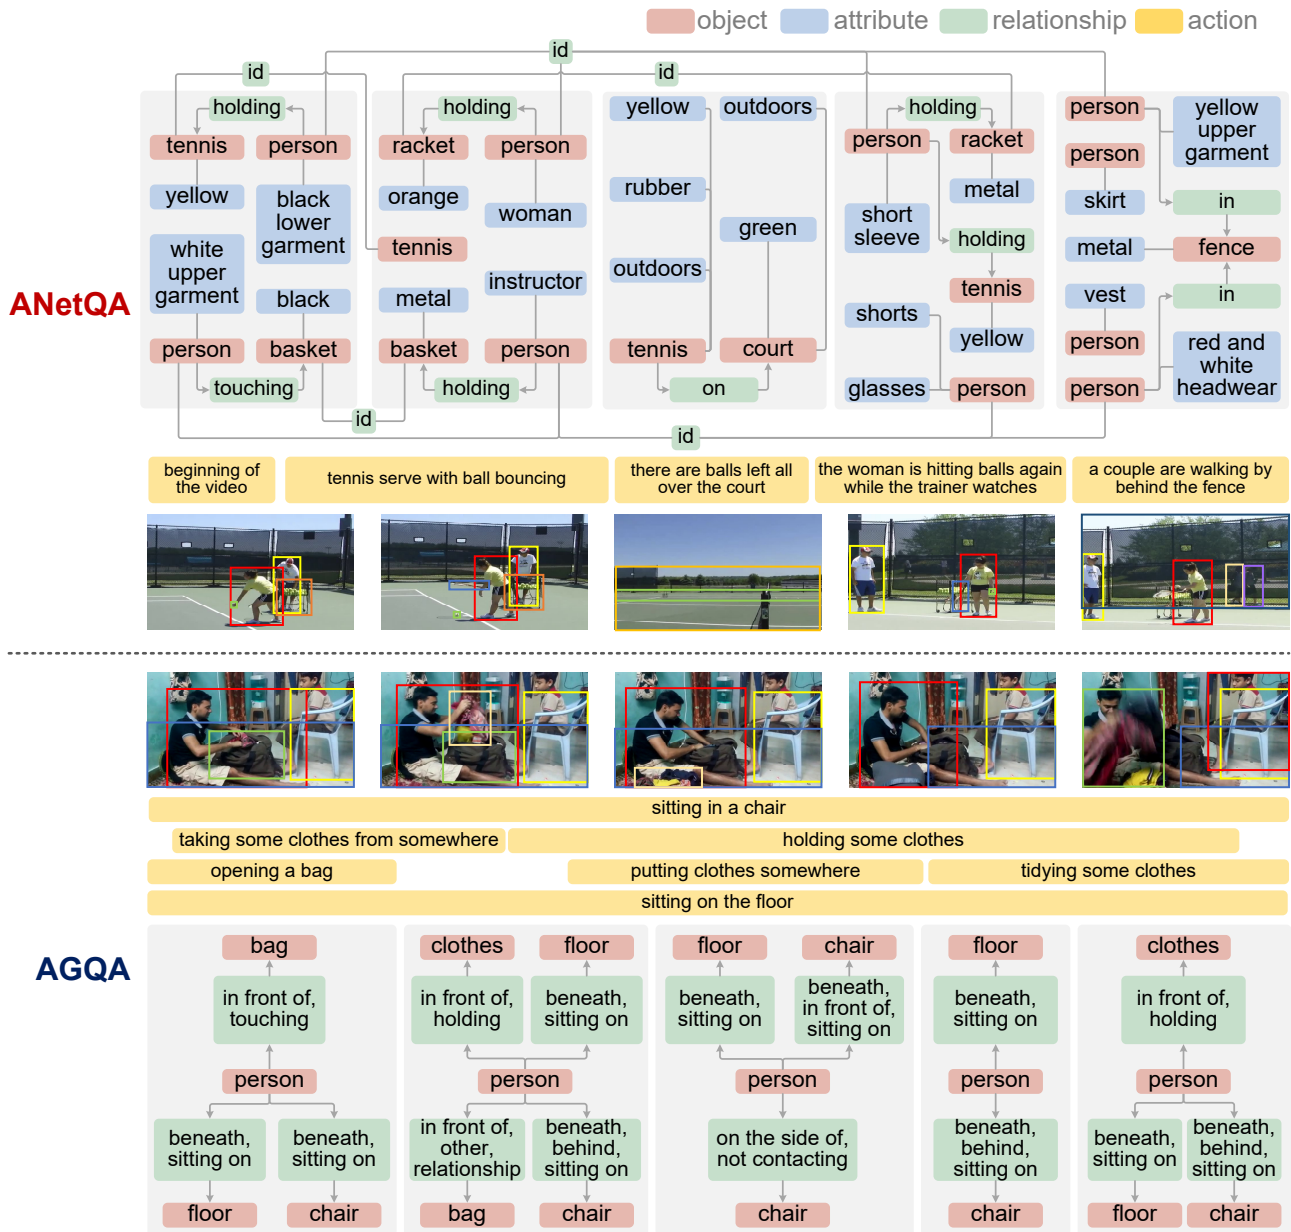 object attribute relationship action
id
id
id
holding
holding
yellow
outdoors
holding
person
yellow
upper
garment
tennis
person
racket
person
person
racket
person
yellow
black
lower
garment
orange
woman
rubber
short
sleeve
metal
skirt
in
white
upper
garment
tennis
green
holding
metal
fence
black
metal
instructor
outdoors
tennis
vest
in
shorts
yellow
person
red and
white
headwear
person
basket
basket
person
tennis
court
touching
holding
on
glasses
person
person
id
id
ANetQA
beginning of
the video
tennis serve with ball bouncing
there are balls left all
over the court
the woman is hitting balls again
while the trainer watches
a couple are walking by
behind the fence
sitting in a chair
taking some clothes from somewhere
holding some clothes
opening a bag
putting clothes somewhere
tidying some clothes
sitting on the floor
AGQA
bag
in front of,
touching
person
beneath,
sitting on
beneath,
sitting on
floor
chair
clothes
floor
in front of,
holding
beneath,
sitting on
person
in front of,
other,
relationship
beneath,
behind,
sitting on
bag
chair
floor
chair
beneath,
sitting on
beneath,
in front of,
sitting on
person
on the side of,
not contacting
chair
floor
beneath,
sitting on
person
beneath,
behind,
sitting on
chair
clothes
in front of,
holding
person
beneath,
sitting on
beneath,
behind,
sitting on
floor
chair